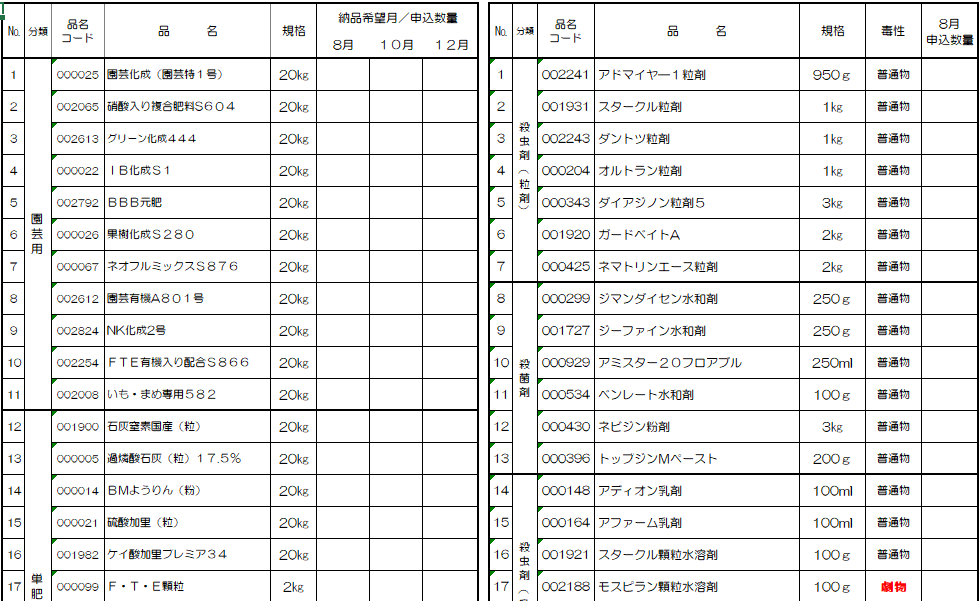 No. 分類 品名コード 品名 規格 納品希望月／申込数量 8月 １０月 １２月
園芸用
1 000025 園芸化成（園芸特１号） 20kg
2 002065 硝酸入り複合肥料Ｓ６０４ 20kg
3 002613 グリーン化成４４４ 20kg
4 000022 ＩＢ化成Ｓ１ 20kg
5 002792 ＢＢＢ元肥 20kg
6 000026 果樹化成Ｓ２８０ 20kg
7 000067 ネオフルミックスＳ８７６ 20kg
8 002612 園芸有機Ａ８０１号 20kg
9 002824 NK化成2号 20kg
10 002254 ＦＴＥ有機入り配合Ｓ８６６ 20kg
11 002008 いも・まめ専用５８２ 20kg
単肥
12 001900 石灰窒素国産（粒） 20kg
13 000005 過燐酸石灰（粒）１７.５％ 20kg
14 000014 ＢＭようりん（粉） 20kg
15 000021 硫酸加里（粒） 20kg
16 001982 ケイ酸加里プレミア３４ 20kg
17 000099 Ｆ・Ｔ・Ｅ顆粒 2kg
No. 分類 品名コード 品名 規格 毒性 8月申込数量
殺虫剤（粒剤）
1 002241 アドマイヤー１粒剤 950ｇ 普通物
2 001931 スタークル粒剤 1kg 普通物
3 002243 ダントツ粒剤 1kg 普通物
4 000204 オルトラン粒剤 1kg 普通物
5 000343 ダイアジノン粒剤５ 3kg 普通物
6 001920 ガードベイトＡ 2kg 普通物
7 000425 ネマトリンエース粒剤 2kg 普通物
殺菌剤
8 000299 ジマンダイセン水和剤 250ｇ 普通物
9 001727 ジーファイン水和剤 250ｇ 普通物
10 000929 アミスター２０フロアブル 250ml 普通物
11 000534 ベンレート水和剤 100ｇ 普通物
12 000430 ネビジン粉剤 3kg 普通物
13 000396 トップジンＭペースト 200ｇ 普通物
殺虫剤（
14 000148 アディオン乳剤 100ml 普通物
15 000164 アファーム乳剤 100ml 普通物
16 001921 スタークル顆粒水溶剤 100ｇ 普通物
17 002188 モスピラン顆粒水溶剤 100ｇ 劇物